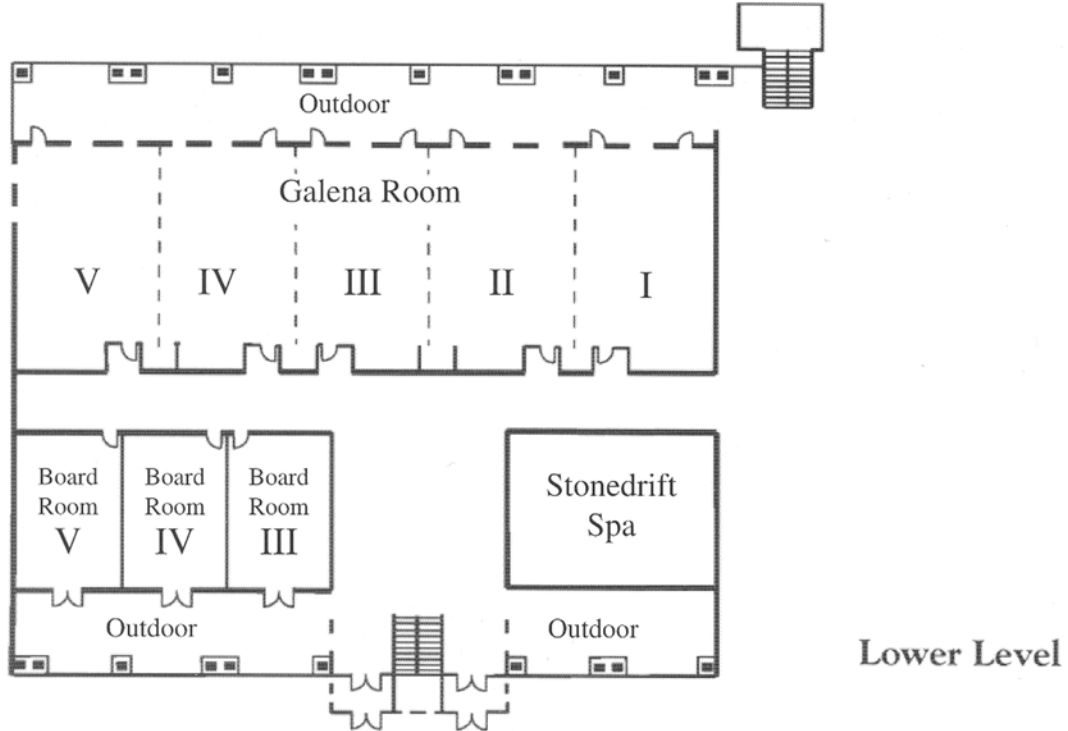 Outdoor
Galena Room
V
IV
III
II
I
Board
Room
V
Board
Room
IV
Board
Room
III
Stonedrift
Spa
Outdoor
Outdoor
Lower Level